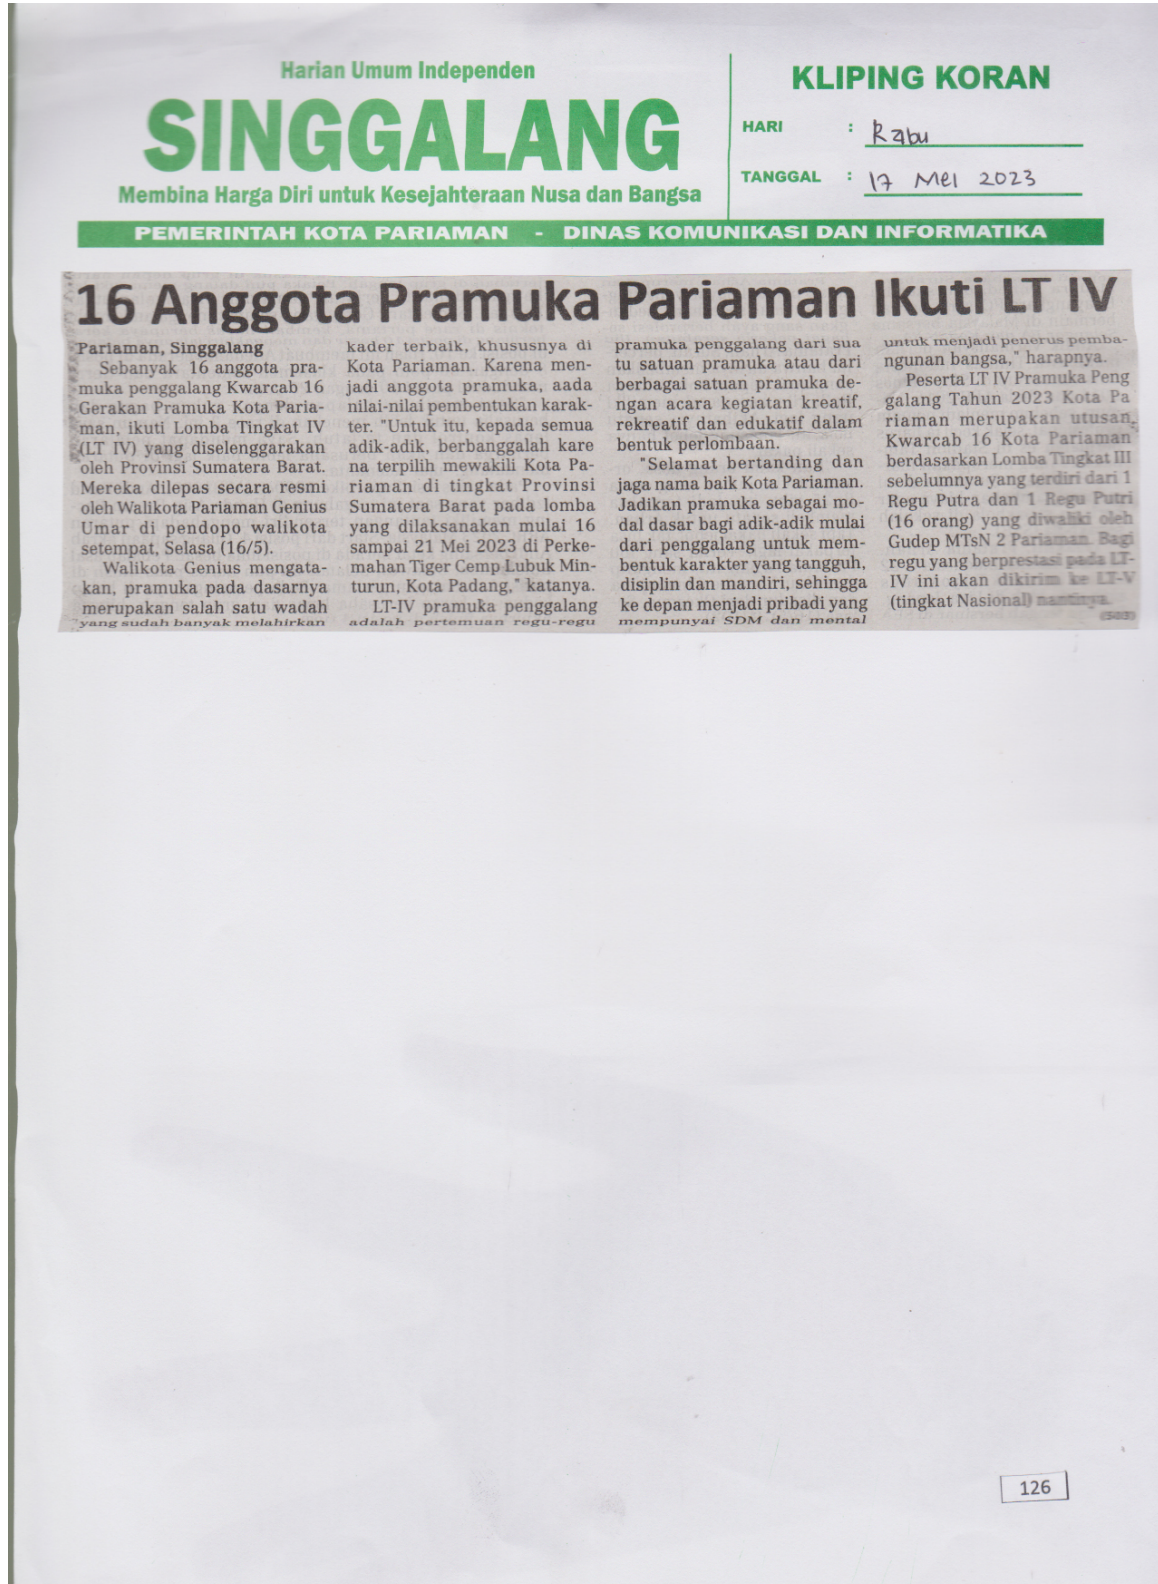 Harian Umum Independen
SINGGALANG
Membina Harga Diri untuk Kesejahteraan Nusa dan Bangsa
KLIPING KORAN
HARI : Rabu
TANGGAL : 17 Mei 2023
PEMERINTAH KOTA PARIAMAN - DINAS KOMUNIKASI DAN INFORMATIKA
16 Anggota Pramuka Pariaman Ikuti LT IV
Pariaman, Singgalang
Sebanyak 16 anggota pra-
muka penggalang Kwarcab 16
Gerakan Pramuka Kota Paria-
man, ikuti Lomba Tingkat IV
(LT IV) yang diselenggarakan
oleh Provinsi Sumatera Barat.
Mereka dilepas secara resmi
oleh Walikota Pariaman Genius
Umar di pendopo walikota
setempat, Selasa (16/5).
Walikota Genius mengata-
kan, pramuka pada dasarnya
merupakan salah satu wadah
yang sudah banyak melahirkan
kader terbaik, khususnya di
Kota Pariaman. Karena men-
jadi anggota pramuka, aada
nilai-nilai pembentukan karak-
ter. "Untuk itu, kepada semua
adik-adik, berbanggalah kare
na terpilih mewakili Kota Pa-
riaman di tingkat Provinsi
Sumatera Barat pada lomba
yang dilaksanakan mulai 16
sampai 21 Mei 2023 di Perke-
mahan Tiger Cemp Lubuk Min-
turun, Kota Padang," katanya.
LT-IV pramuka penggalang
adalah pertemuan regu-regu
pramuka penggalang dari sua
tu satuan pramuka atau dari
berbagai satuan pramuka de-
ngan acara kegiatan kreatif,
rekreatif dan edukatif dalam
bentuk perlombaan.
"Selamat bertanding dan
jaga nama baik Kota Pariaman.
Jadikan pramuka sebagai mo-
dal dasar bagi adik-adik mulai
dari penggalang untuk mem-
bentuk karakter yang tangguh,
disiplin dan mandiri, sehingga
ke depan menjadi pribadi yang
mempunyai SDM dan mental
untuk menjadi penerus pemba-
ngunan bangsa," harapnya.
Peserta LT IV Pramuka Peng
galang Tahun 2023 Kota Pa
riaman merupakan utusan
Kwarcab 16 Kota Pariaman
berdasarkan Lomba Tingkat III
sebelumnya yang terdiri dari 1
Regu Putra dan 1 Regu Putri
(16 orang) yang diwakili oleh
Gudep MTsN 2 Pariaman. Bagi
regu yang berprestasi pada LT-
IV ini akan dikirim ke LT-V
(tingkat Nasional) nantinya.
126